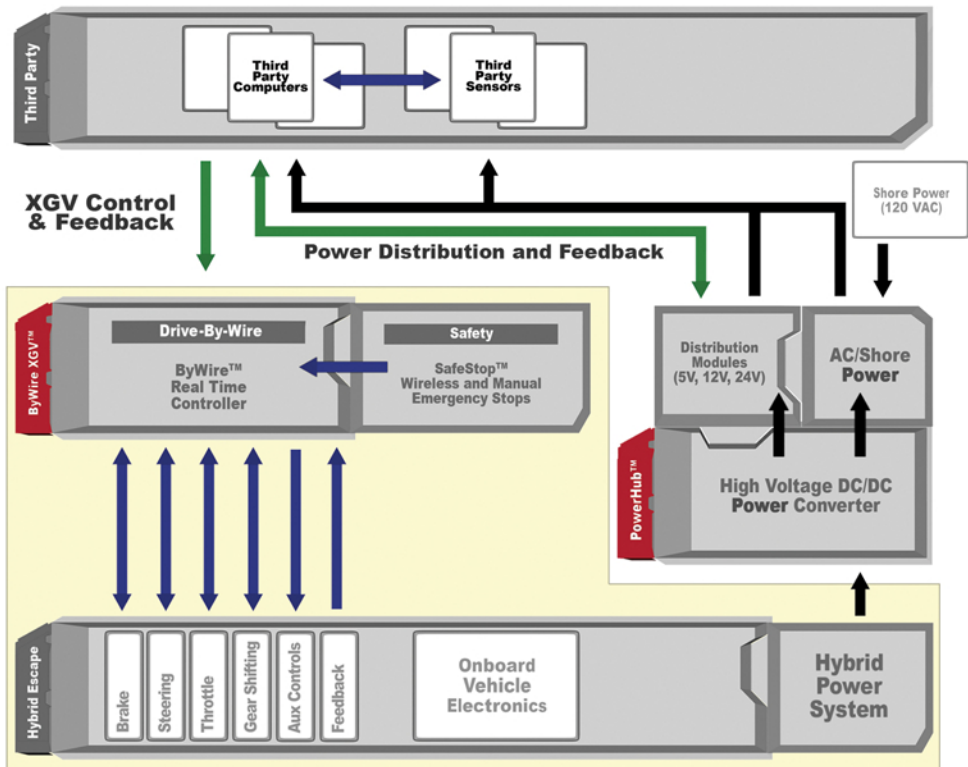 Third Party
Third
Party
Computers
Third
Party
Sensors
XGV Control
& Feedback
Power Distribution and Feedback
Shore Power
(120 VAC)
ByWire XGV™
Drive-By-Wire
ByWire™
Real Time
Controller
Safety
SafeStop™
Wireless and Manual
Emergency Stops
Distribution
Modules
(5V, 12V, 24V)
AC/Shore
Power
PowerHub™
High Voltage DC/DC
Power Converter
Hybrid Escape
Brake
Steering
Throttle
Gear Shifting
Aux Controls
Feedback
Onboard
Vehicle
Electronics
Hybrid
Power
System